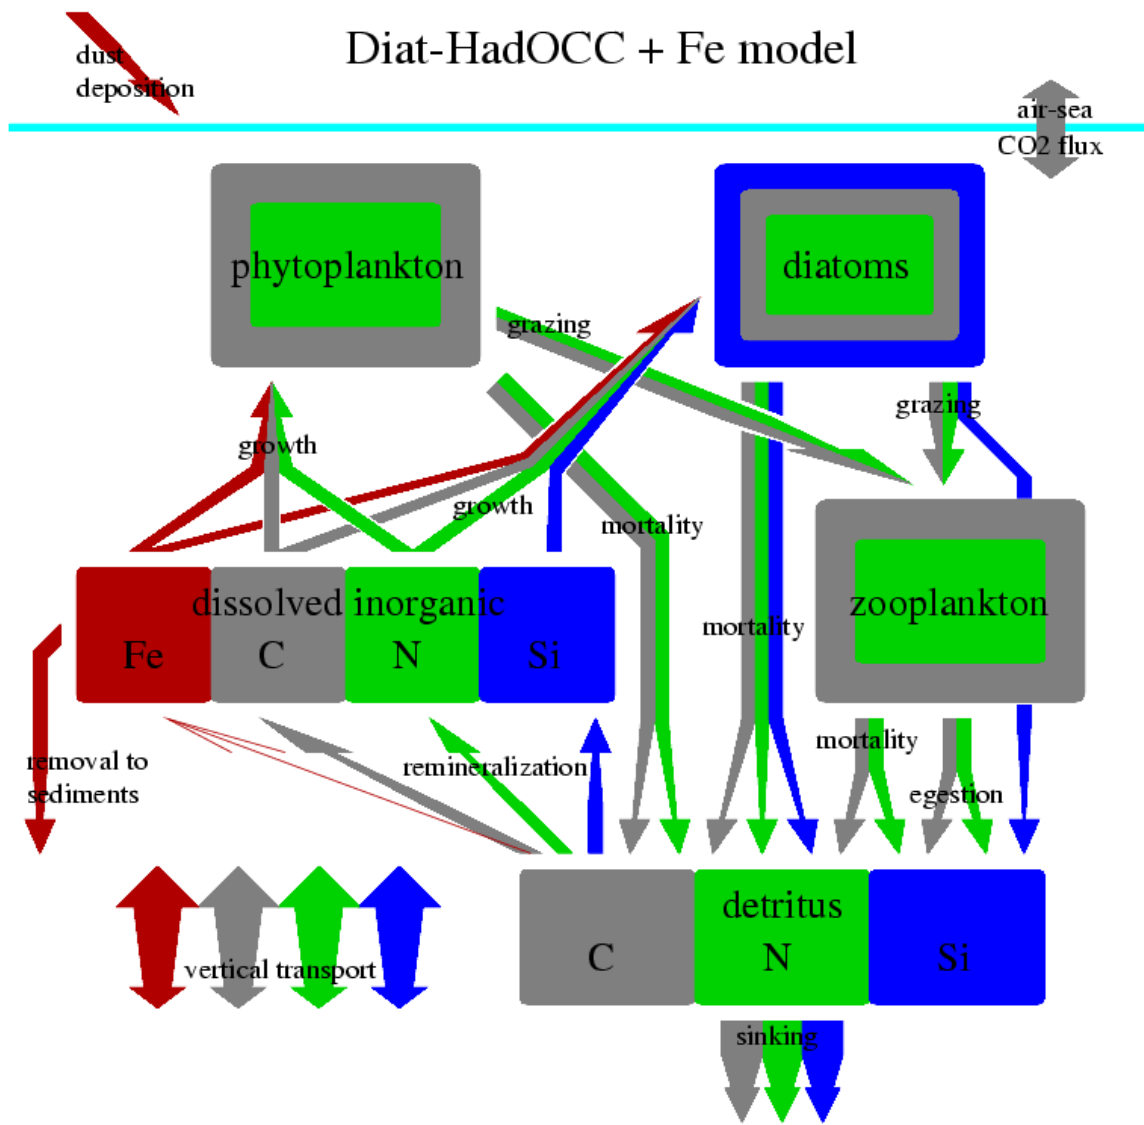 Diat-HadOCC + Fe model
dust
deposition
air-sea
CO2 flux
phytoplankton
diatoms
grazing
grazing
growth
growth
mortality
dissolved inorganic
Fe C N Si
zooplankton
mortality
mortality
removal to
sediments
remineralization
egestion
detritus
C N Si
vertical transport
sinking